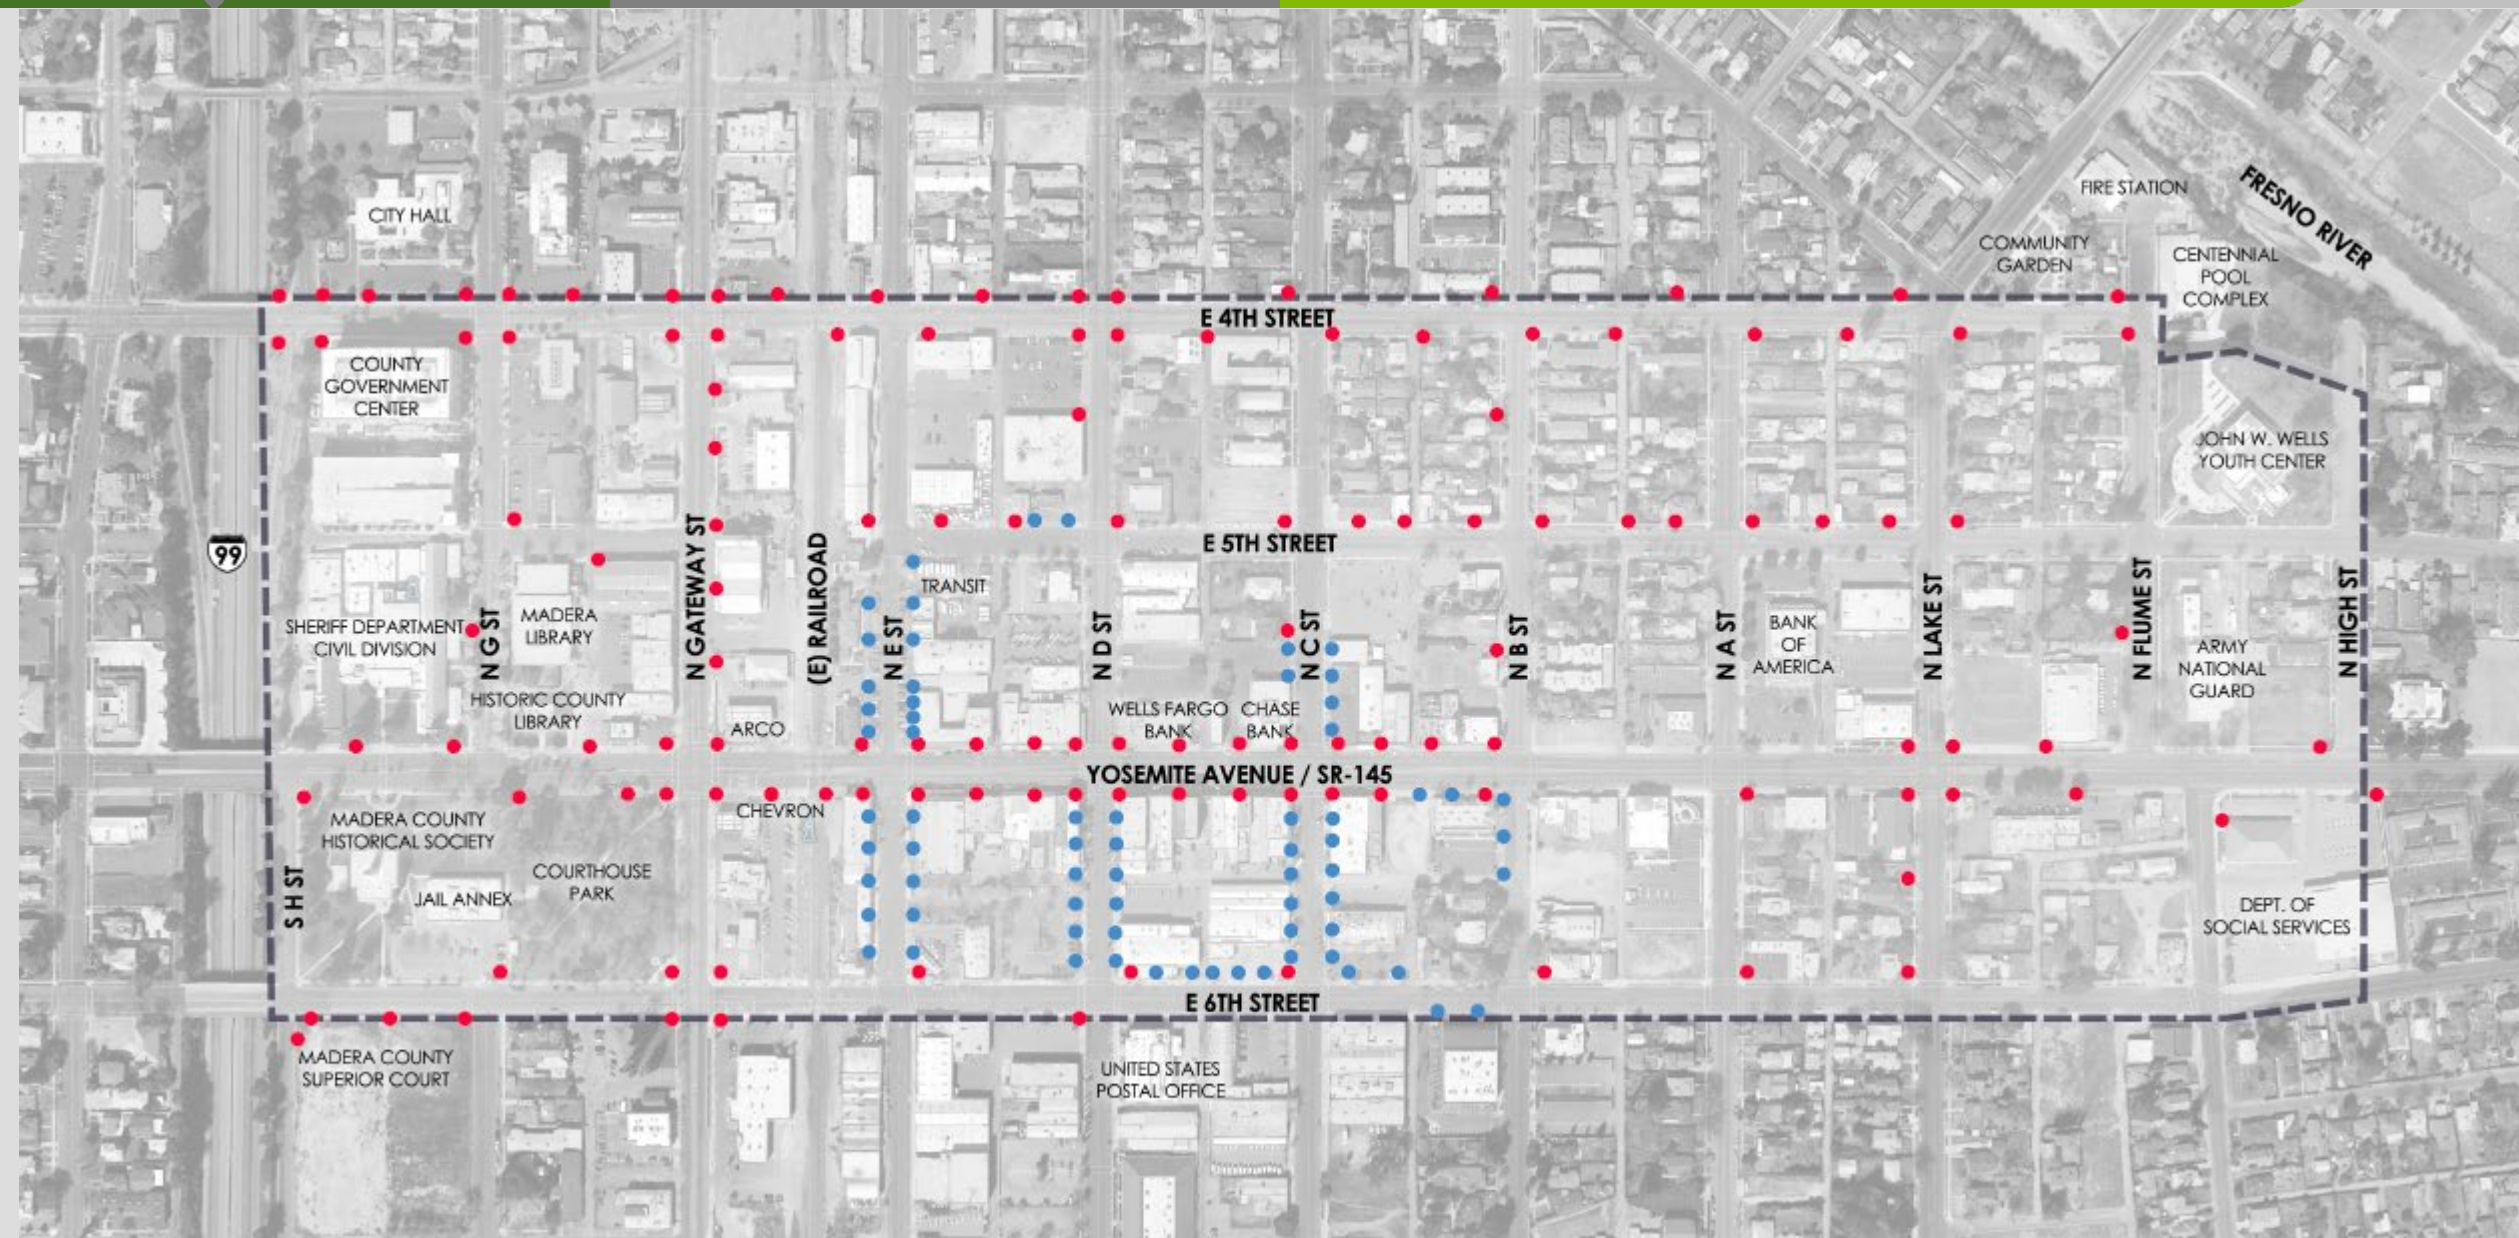 FIRE STATION
FRESNO RIVER
CITY HALL
COMMUNITY
GARDEN
CENTENNIAL
POOL
COMPLEX
E 4TH STREET
COUNTY
GOVERNMENT
CENTER
JOHN W. WELLS
YOUTH CENTER
99
E 5TH STREET
N GATEWAY ST
(E) RAILROAD
TRANSIT
SHERIFF DEPARTMENT
CIVIL DIVISION
N G ST
MADERA
LIBRARY
N E ST
N D ST
N C ST
N B ST
N A ST
BANK
OF
AMERICA
N LAKE ST
N FLUME ST
ARMY
NATIONAL
GUARD
N HIGH ST
HISTORIC COUNTY
LIBRARY
ARCO
WELLS FARGO
BANK
CHASE
BANK
YOSEMITE AVENUE / SR-145
MADERA COUNTY
HISTORICAL SOCIETY
CHEVRON
S H ST
JAIL ANNEX
COURTHOUSE
PARK
DEPT. OF
SOCIAL SERVICES
E 6TH STREET
MADERA COUNTY
SUPERIOR COURT
UNITED STATES
POSTAL OFFICE